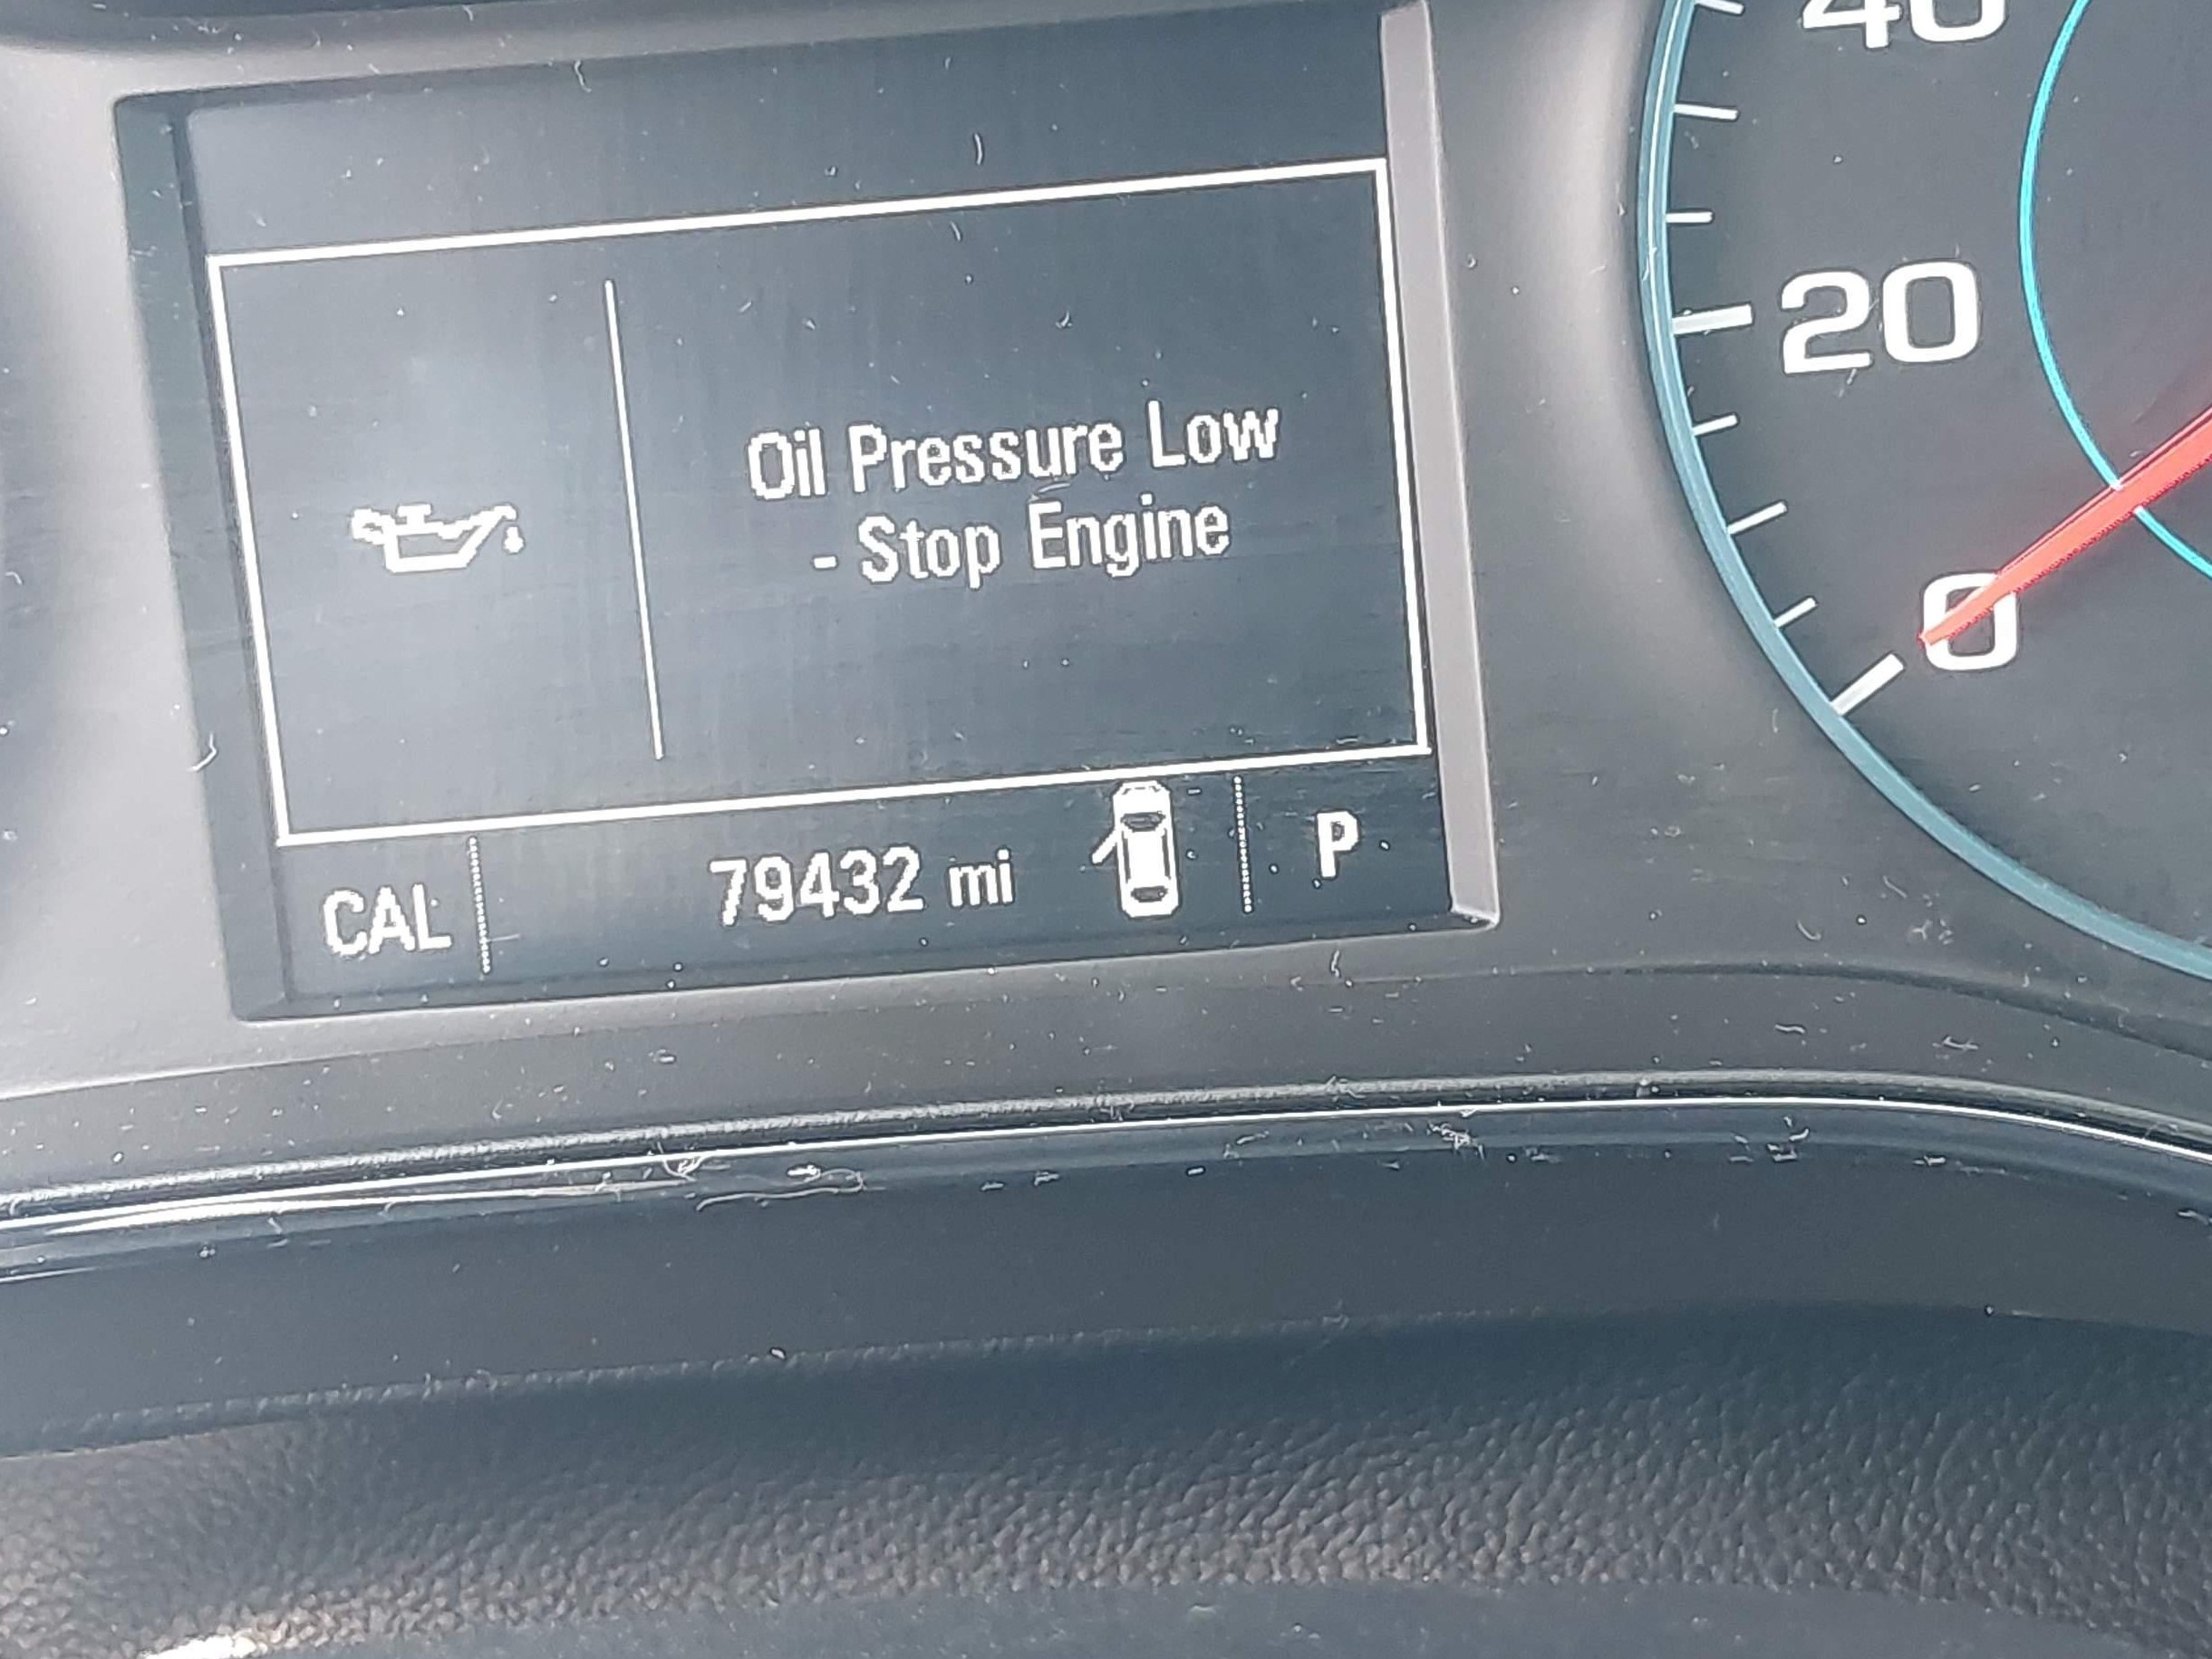 Oil Pressure Low
- Stop Engine
CAL
79432 mi
P
40
20
0